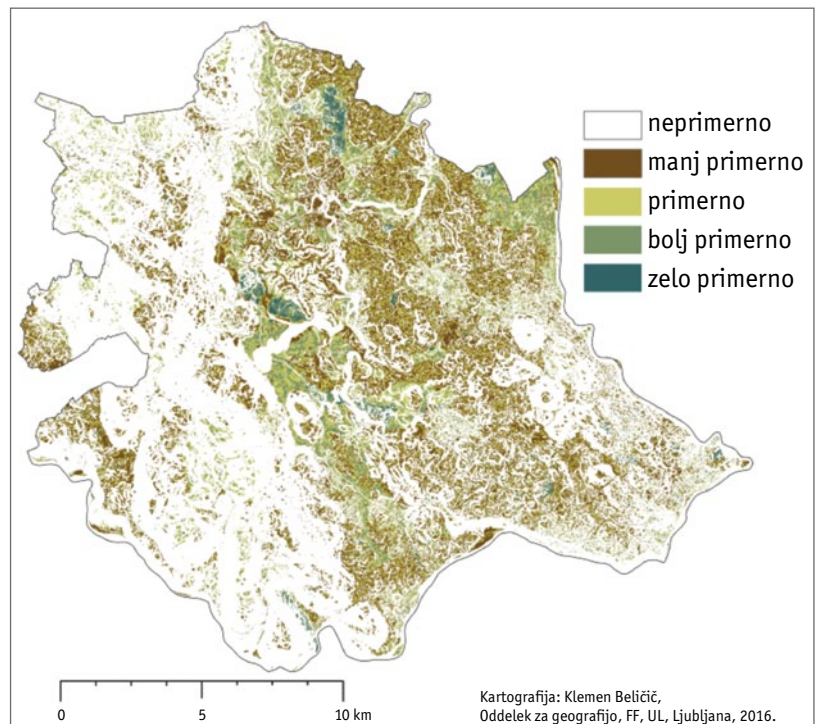 neprimerno
manj primerno
primerno
bolj primerno
zelo primerno
0 5 10 km
Kartografija: Klemen Beličič,
Oddelek za geografijo, FF, UL, Ljubljana, 2016.